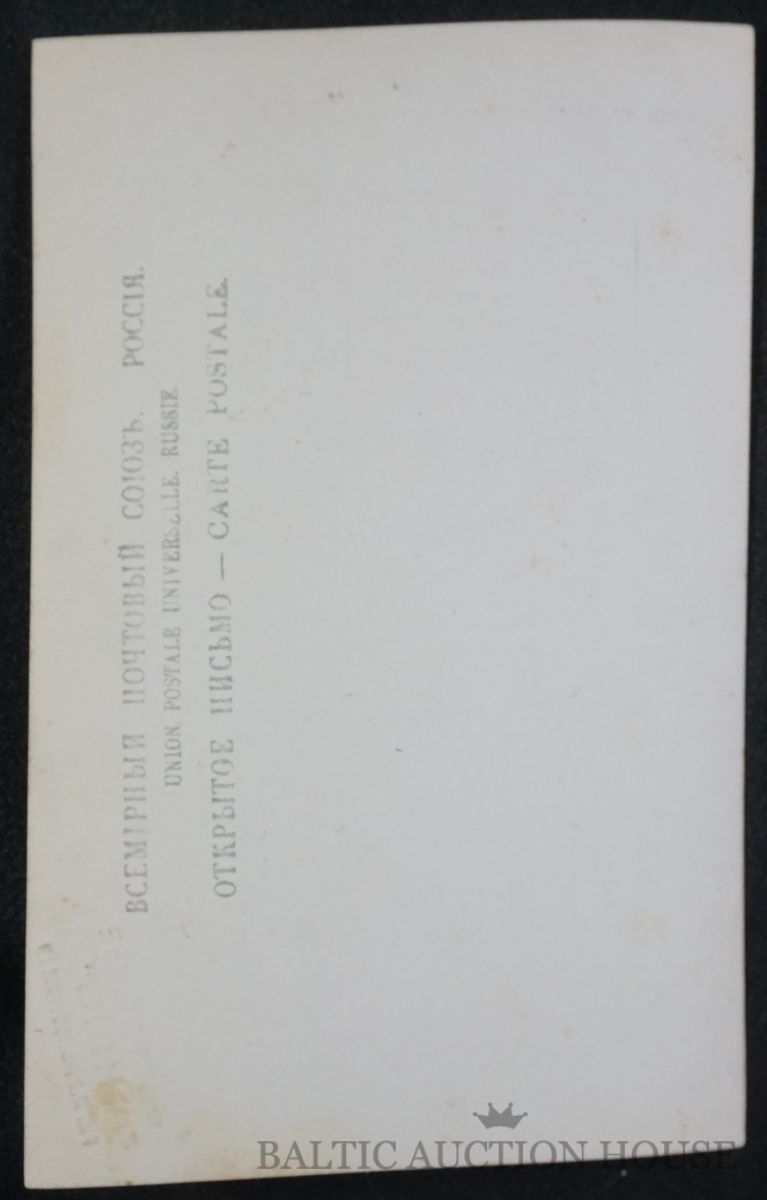 ВСЕМІРНЫЙ ПОЧТОВЫЙ СОЮЗЪ. РОССІЯ.
UNION POSTALE UNIVERSELLE. RUSSIE
ОТКРЫТОЕ ПИСЬМО — CARTE POSTALE.
BALTIC AUCTION HOUSE